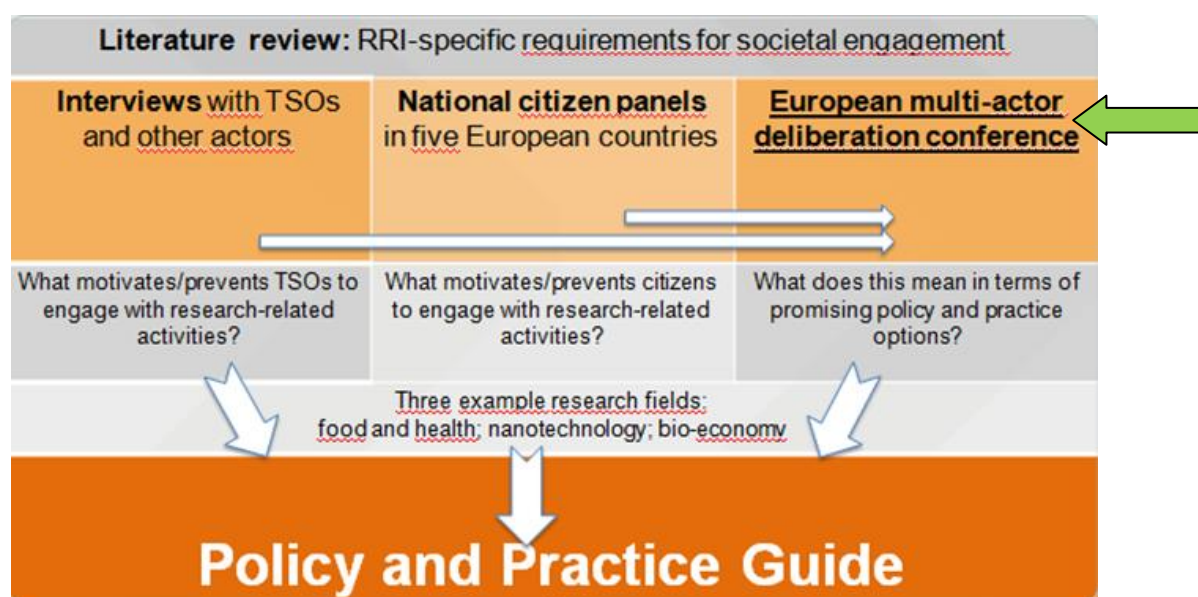 Literature review: RRI-specific requirements for societal engagement
Interviews with TSOs
and other actors
National citizen panels
in five European countries
European multi-actor
deliberation conference
What motivates/prevents TSOs to
engage with research-related
activities?
What motivates/prevents citizens
to engage with research-related
activities?
What does this mean in terms of
promising policy and practice
options?
Three example research fields:
food and health; nanotechnology; bio-economy
Policy and Practice Guide